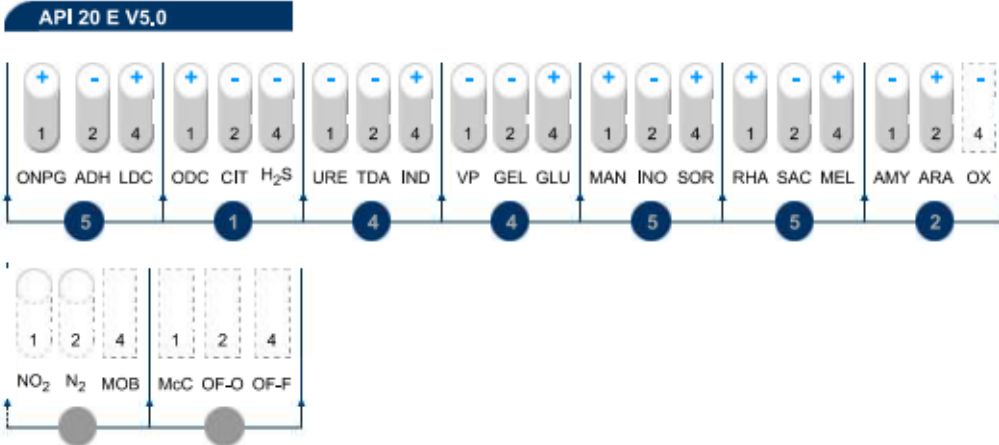 API 20 E V5.0
+ - + + - - - - + - - + + - + + - + - + -
1 2 4 1 2 4 1 2 4 1 2 4 1 2 4 1 2 4 1 2 4
ONPG ADH LDC ODC CIT H₂S URE TDA IND VP GEL GLU MAN INO SOR RHA SAC MEL AMY ARA OX
5 1 4 4 5 5 2
1 2 4 1 2 4
NO₂ N₂ MOB McC OF-O OF-F